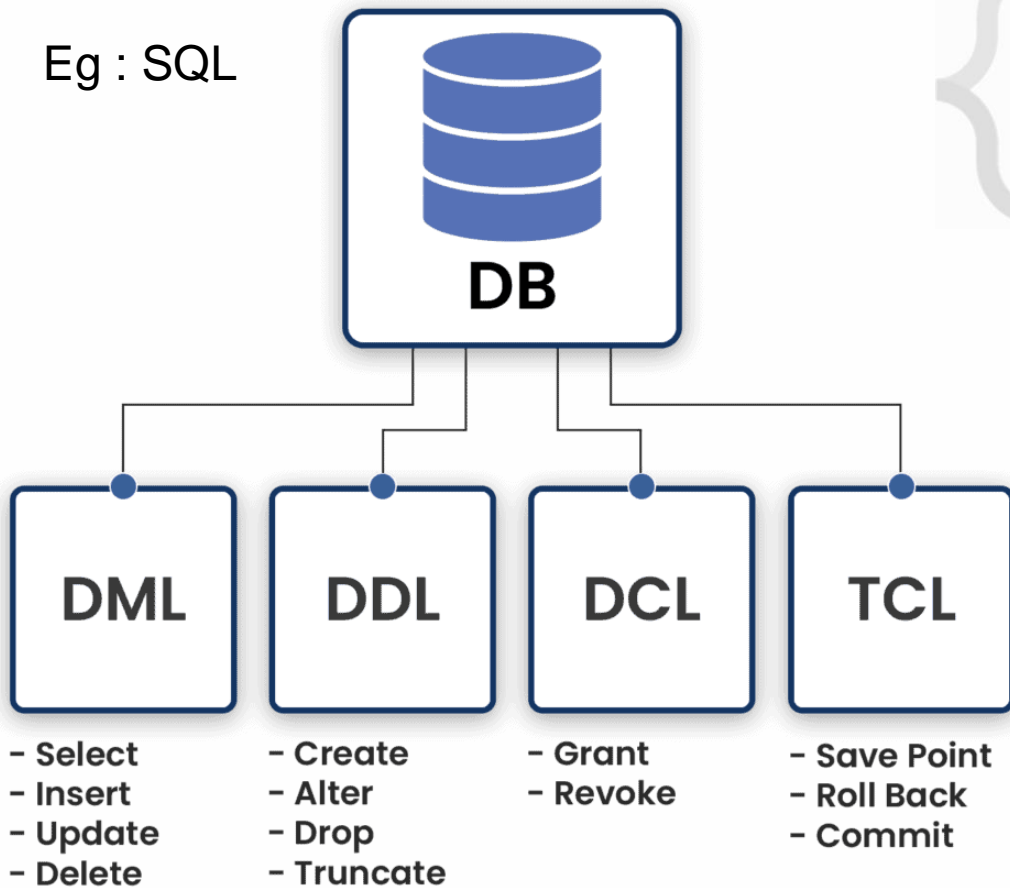 Eg : SQL
DB
DML
DDL
DCL
TCL
- Select
- Insert
- Update
- Delete
- Create
- Alter
- Drop
- Truncate
- Grant
- Revoke
- Save Point
- Roll Back
- Commit